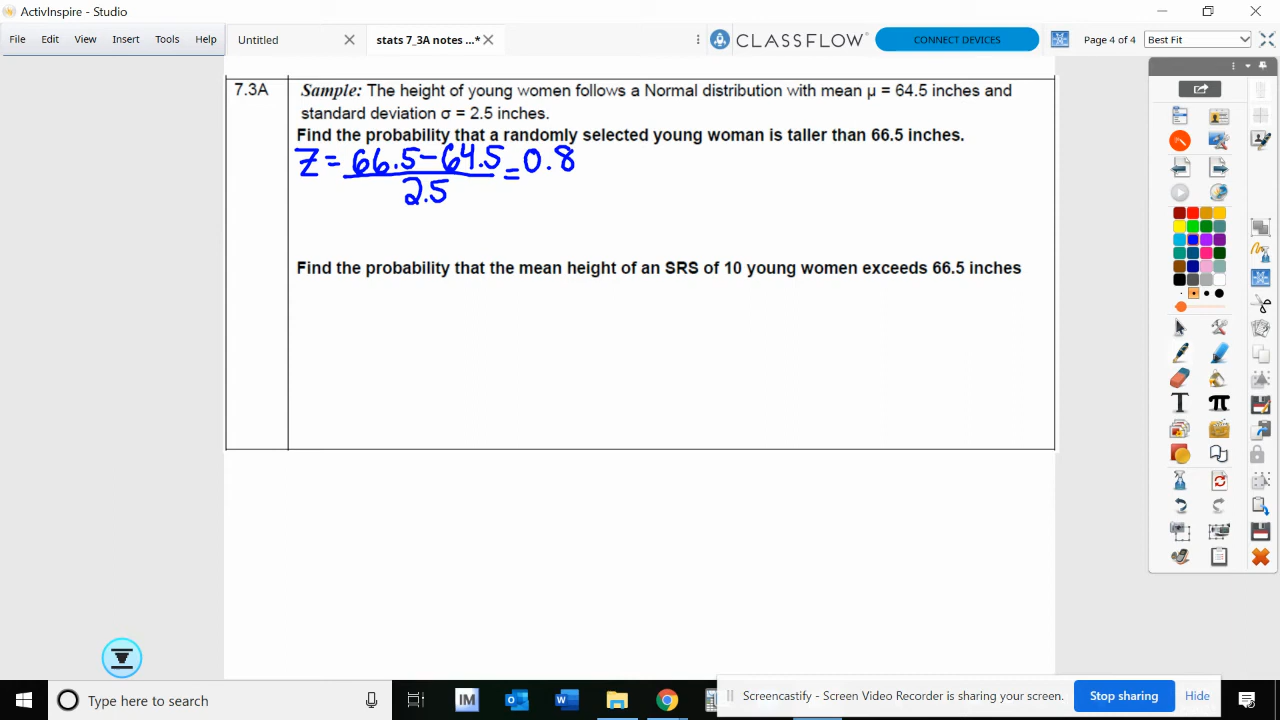 ActivInspire - Studio
File Edit View Insert Tools Help Untitled stats 7_3A notes ...* CLASSFLOW CONNECT DEVICES Page 4 of 4 Best Fit
7.3A Sample: The height of young women follows a Normal distribution with mean μ = 64.5 inches and
standard deviation σ = 2.5 inches.
Find the probability that a randomly selected young woman is taller than 66.5 inches.
Z = 66.5-64.5 = 0.8
2.5
Find the probability that the mean height of an SRS of 10 young women exceeds 66.5 inches
T π
Type here to search IM Screencastify - Screen Video Recorder is sharing your screen. Stop sharing Hide